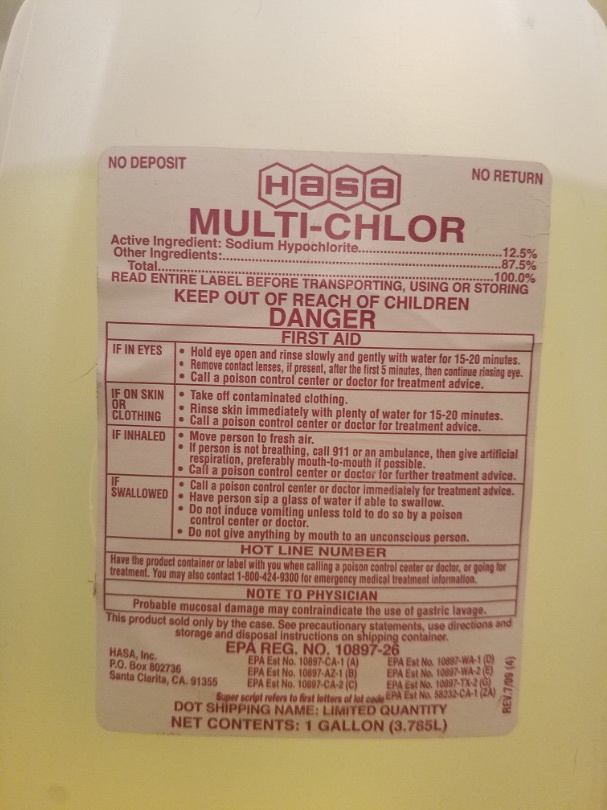 NO DEPOSIT
NO RETURN
HASA
MULTI-CHLOR
Active Ingredient: Sodium Hypochlorite..........................12.5%
Other Ingredients:..........................................................87.5%
Total..............................................................................100.0%
READ ENTIRE LABEL BEFORE TRANSPORTING, USING OR STORING
KEEP OUT OF REACH OF CHILDREN
DANGER
FIRST AID
IF IN EYES
• Hold eye open and rinse slowly and gently with water for 15-20 minutes.
• Remove contact lenses, if present, after the first 5 minutes, then continue rinsing eye.
• Call a poison control center or doctor for treatment advice.
IF ON SKIN
OR
CLOTHING
• Take off contaminated clothing.
• Rinse skin immediately with plenty of water for 15-20 minutes.
• Call a poison control center or doctor for treatment advice.
IF INHALED
• Move person to fresh air.
• If person is not breathing, call 911 or an ambulance, then give artificial
respiration, preferably mouth-to-mouth if possible.
• Call a poison control center or doctor for further treatment advice.
IF
SWALLOWED
• Call a poison control center or doctor immediately for treatment advice.
• Have person sip a glass of water if able to swallow.
• Do not induce vomiting unless told to do so by a poison
control center or doctor.
• Do not give anything by mouth to an unconscious person.
HOT LINE NUMBER
Have the product container or label with you when calling a poison control center or doctor, or going for
treatment. You may also contact 1-800-424-9300 for emergency medical treatment information.
NOTE TO PHYSICIAN
Probable mucosal damage may contraindicate the use of gastric lavage.
This product sold only by the case. See precautionary statements, use directions and
storage and disposal instructions on shipping container.
EPA REG. NO. 10897-26
HASA, Inc.
P.O. Box 802736
Santa Clarita, CA. 91355
EPA Est No. 10897-CA-1 (A)
EPA Est No. 10897-AZ-1 (B)
EPA Est No. 10897-CA-2 (C)
EPA Est No. 10897-WA-1 (D)
EPA Est No. 10897-WA-2 (E)
EPA Est No. 10897-TX-2 (G)
EPA Est No. 58232-CA-1 (ZA)
Super script refers to first letters of lot code
REV.7/09 (4)
DOT SHIPPING NAME: LIMITED QUANTITY
NET CONTENTS: 1 GALLON (3.785L)